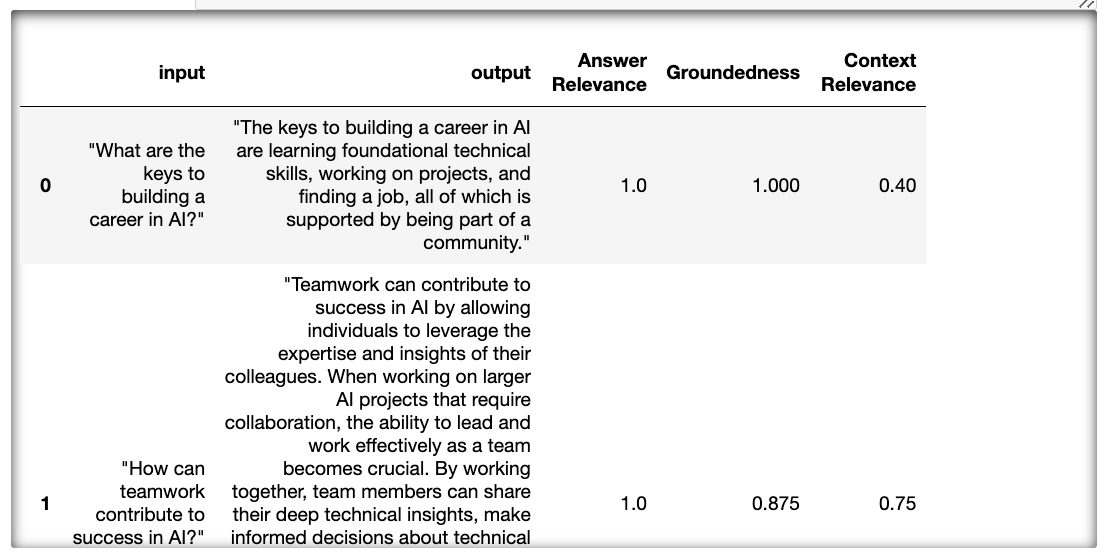 input output Answer Relevance Groundedness Context Relevance
0
"What are the
keys to
building a
career in AI?"
"The keys to building a career in AI
are learning foundational technical
skills, working on projects, and
finding a job, all of which is
supported by being part of a
community."
1.0 1.000 0.40
1
"How can
teamwork
contribute to
success in AI?"
"Teamwork can contribute to
success in AI by allowing
individuals to leverage the
expertise and insights of their
colleagues. When working on larger
AI projects that require
collaboration, the ability to lead and
work effectively as a team
becomes crucial. By working
together, team members can share
their deep technical insights, make
informed decisions about technical
1.0 0.875 0.75